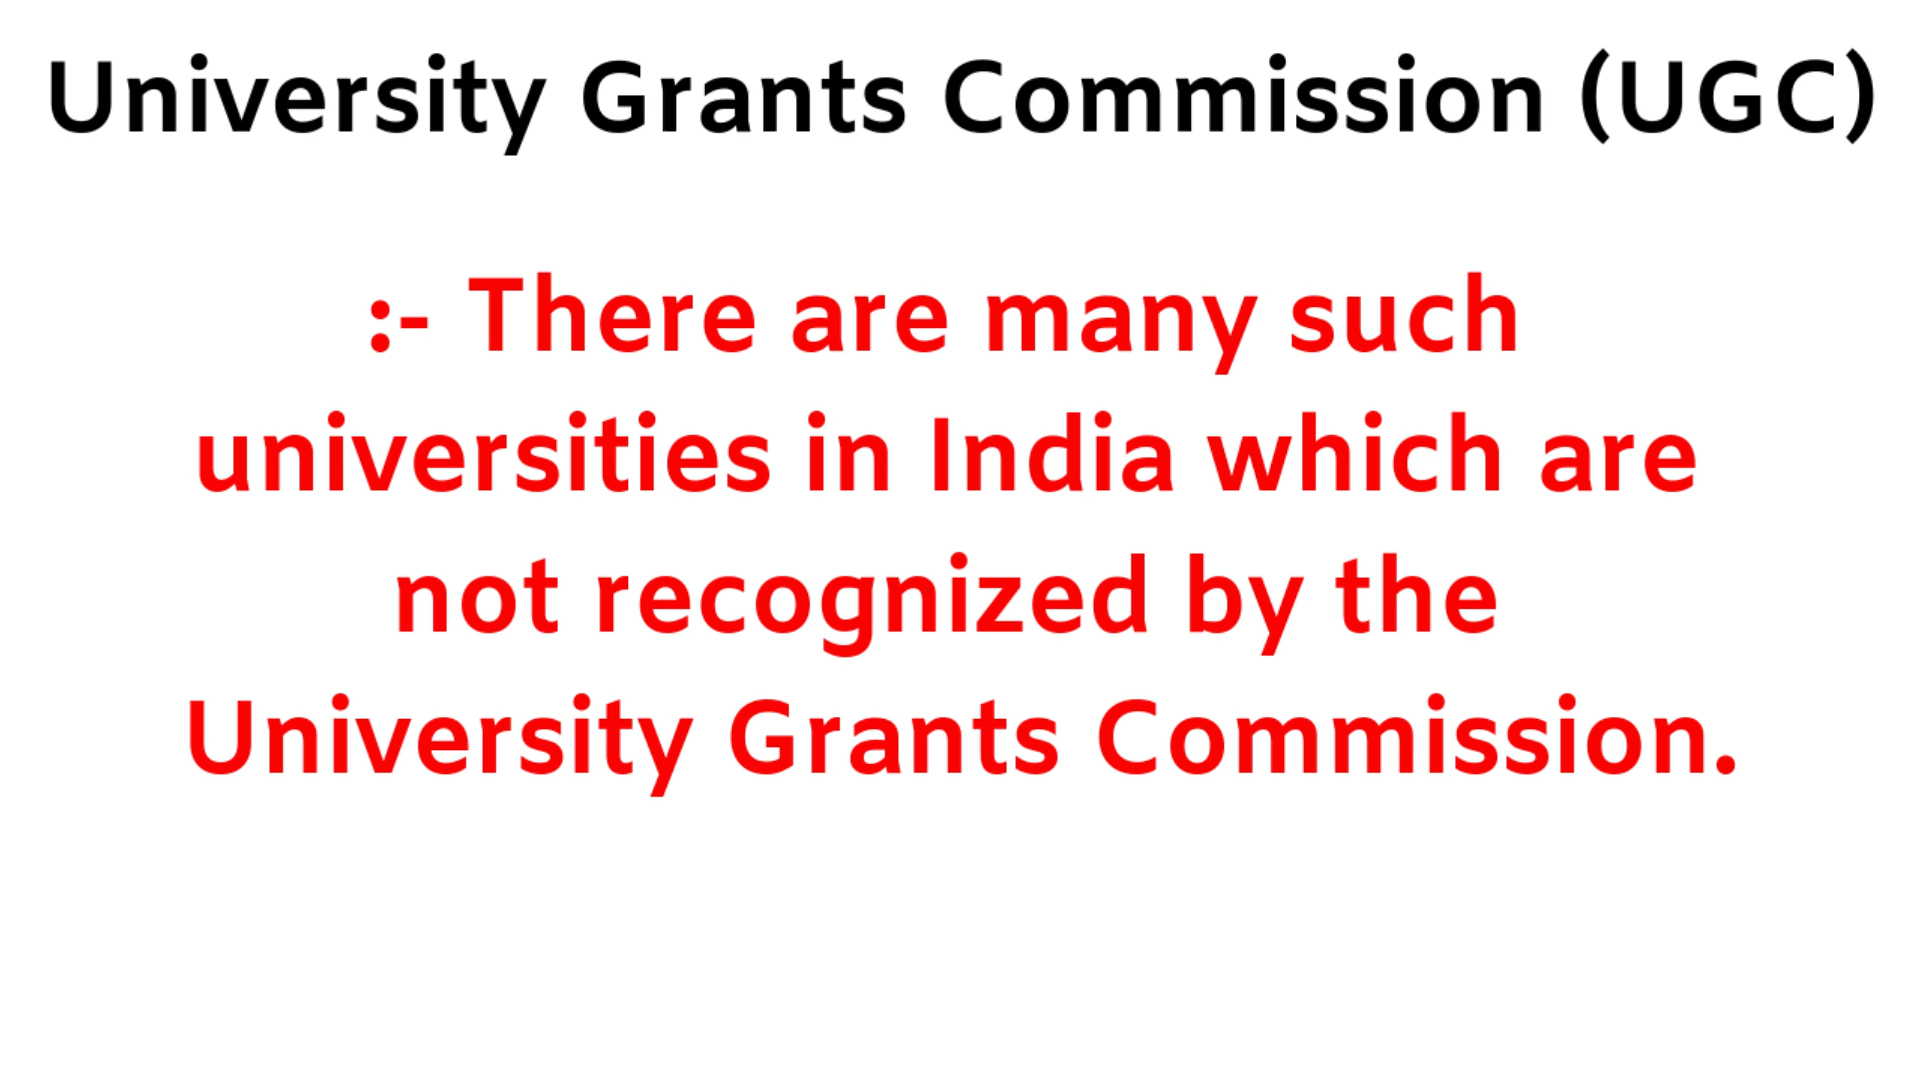 University Grants Commission (UGC)
:- There are many such
universities in India which are
not recognized by the
University Grants Commission.